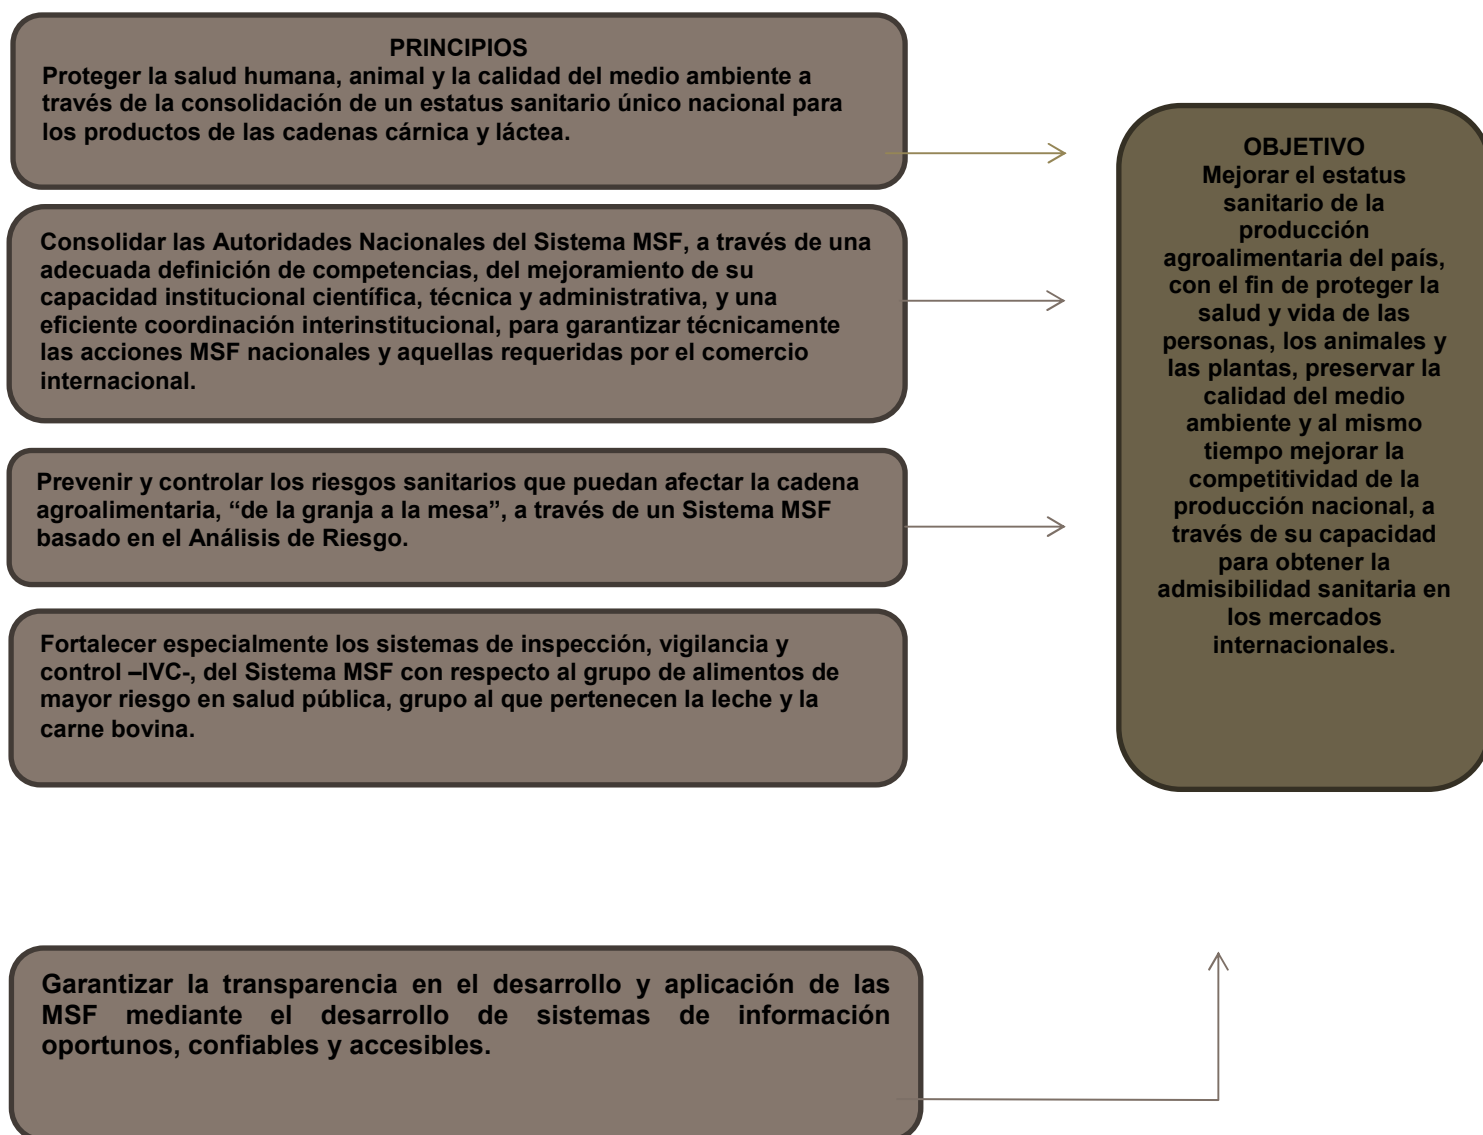 PRINCIPIOS
Proteger la salud humana, animal y la calidad del medio ambiente a
través de la consolidación de un estatus sanitario único nacional para
los productos de las cadenas cárnica y láctea.
Consolidar las Autoridades Nacionales del Sistema MSF, a través de una
adecuada definición de competencias, del mejoramiento de su
capacidad institucional científica, técnica y administrativa, y una
eficiente coordinación interinstitucional, para garantizar técnicamente
las acciones MSF nacionales y aquellas requeridas por el comercio
internacional.
Prevenir y controlar los riesgos sanitarios que puedan afectar la cadena
agroalimentaria, “de la granja a la mesa”, a través de un Sistema MSF
basado en el Análisis de Riesgo.
Fortalecer especialmente los sistemas de inspección, vigilancia y
control –IVC-, del Sistema MSF con respecto al grupo de alimentos de
mayor riesgo en salud pública, grupo al que pertenecen la leche y la
carne bovina.
Garantizar la transparencia en el desarrollo y aplicación de las
MSF mediante el desarrollo de sistemas de información
oportunos, confiables y accesibles.
OBJETIVO
Mejorar el estatus
sanitario de la
producción
agroalimentaria del país,
con el fin de proteger la
salud y vida de las
personas, los animales y
las plantas, preservar la
calidad del medio
ambiente y al mismo
tiempo mejorar la
competitividad de la
producción nacional, a
través de su capacidad
para obtener la
admisibilidad sanitaria en
los mercados
internacionales.